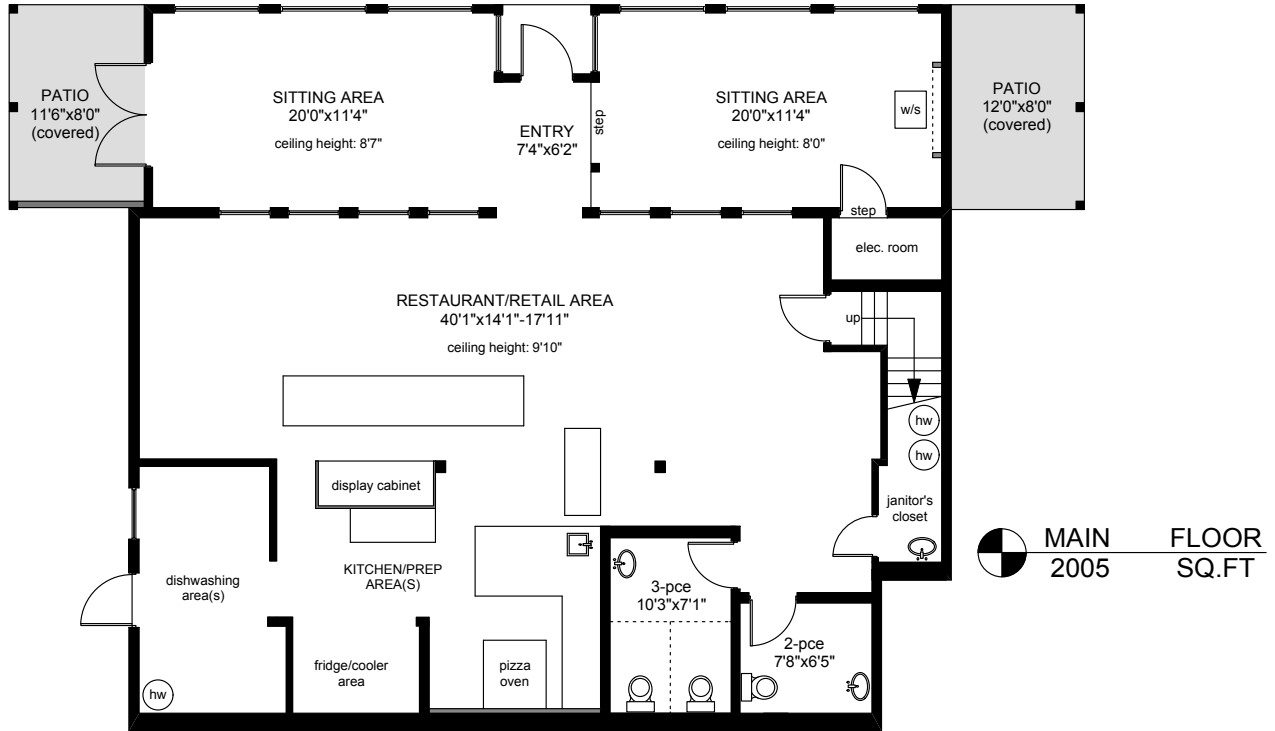 PATIO
11'6"x8'0"
(covered)
SITTING AREA
20'0"x11'4"
ceiling height: 8'7"
ENTRY
7'4"x6'2"
step
SITTING AREA
20'0"x11'4"
ceiling height: 8'0"
w/s
PATIO
12'0"x8'0"
(covered)
step
elec. room
RESTAURANT/RETAIL AREA
40'1"x14'1"-17'11"
ceiling height: 9'10"
up
hw
hw
janitor's
closet
display cabinet
KITCHEN/PREP
AREA(S)
dishwashing
area(s)
3-pce
10'3"x7'1"
2-pce
7'8"x6'5"
fridge/cooler
area
pizza
oven
hw
MAIN FLOOR
2005 SQ.FT